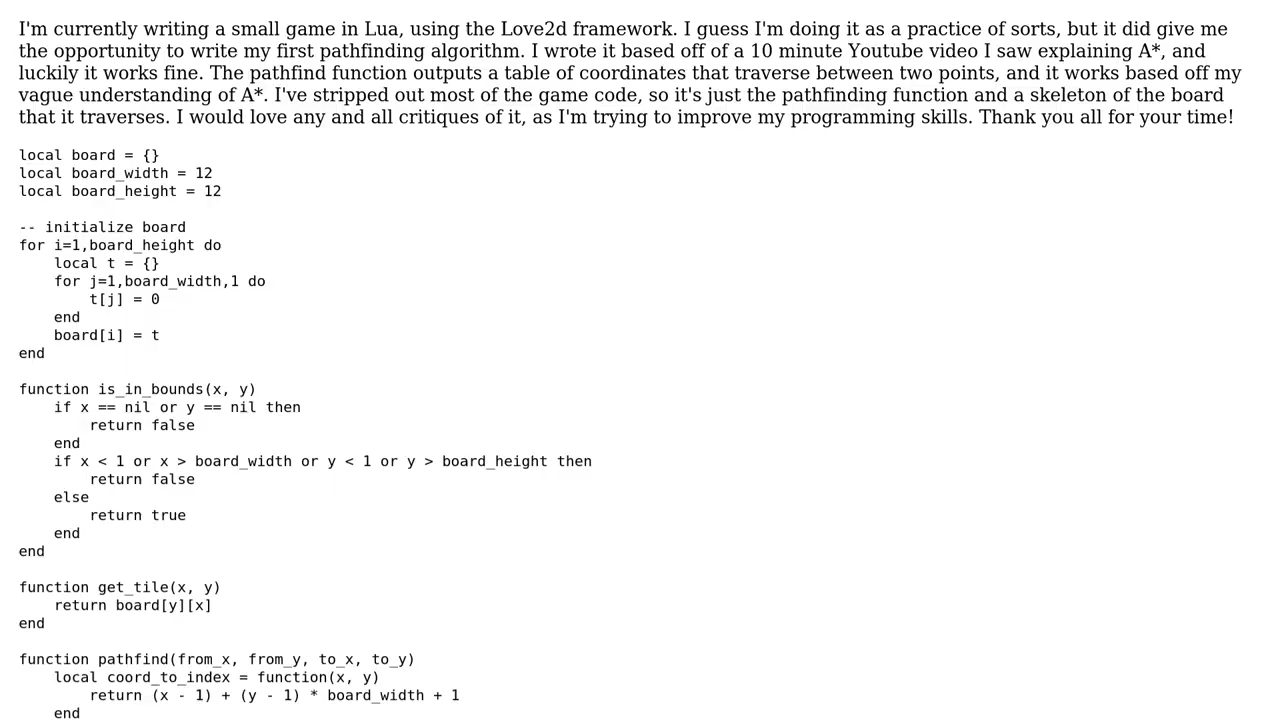 I'm currently writing a small game in Lua, using the Love2d framework. I guess I'm doing it as a practice of sorts, but it did give me
the opportunity to write my first pathfinding algorithm. I wrote it based off of a 10 minute Youtube video I saw explaining A*, and
luckily it works fine. The pathfind function outputs a table of coordinates that traverse between two points, and it works based off my
vague understanding of A*. I've stripped out most of the game code, so it's just the pathfinding function and a skeleton of the board
that it traverses. I would love any and all critiques of it, as I'm trying to improve my programming skills. Thank you all for your time!

local board = {}
local board_width = 12
local board_height = 12

-- initialize board
for i=1,board_height do
    local t = {}
    for j=1,board_width,1 do
        t[j] = 0
    end
    board[i] = t
end

function is_in_bounds(x, y)
    if x == nil or y == nil then
        return false
    end
    if x < 1 or x > board_width or y < 1 or y > board_height then
        return false
    else
        return true
    end
end

function get_tile(x, y)
    return board[y][x]
end

function pathfind(from_x, from_y, to_x, to_y)
    local coord_to_index = function(x, y)
        return (x - 1) + (y - 1) * board_width + 1
    end